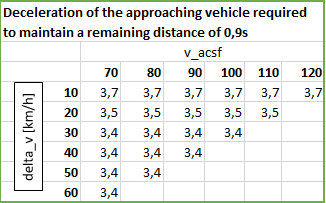 Deceleration of the approaching vehicle required
to maintain a remaining distance of 0,9s
v_acsf
70 80 90 100 110 120
delta_v [km/h]
10 3,7 3,7 3,7 3,7 3,7 3,7
20 3,5 3,5 3,5 3,5 3,5
30 3,4 3,4 3,4 3,4
40 3,4 3,4 3,4
50 3,4 3,4
60 3,4